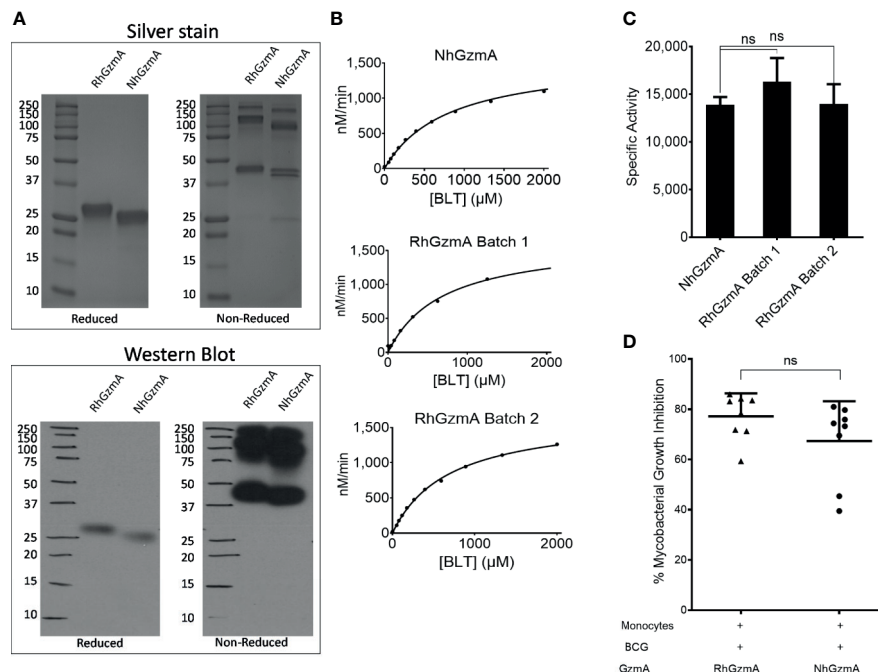 A
Silver stain
RhGzmA
NhGzmA
RhGzmA
NhGzmA
250
150
100
75
50
37
25
20
15
10
250
150
100
75
50
37
25
20
15
10
Reduced
Non-Reduced
Western Blot
RhGzmA
NhGzmA
RhGzmA
NhGzmA
250
150
100
75
50
37
25
20
15
10
250
150
100
75
50
37
25
20
15
10
Reduced
Non-Reduced
B
NhGzmA
1,500
1,000
500
0
nM/min
0 1000 2000
[BLT] (µM)
RhGzmA Batch 1
1,500
1,000
500
0
nM/min
0 1000 2000
[BLT] (µM)
RhGzmA Batch 2
1,500
1,000
500
0
nM/min
0 1000 2000
[BLT] (µM)
C
ns ns
20,000
15,000
10,000
5,000
0
Specific Activity
NhGzmA
RhGzmA Batch 1
RhGzmA Batch 2
D
ns
100
80
60
40
20
0
% Mycobacterial Growth Inhibition
Monocytes + +
BCG + +
GzmA RhGzmA NhGzmA